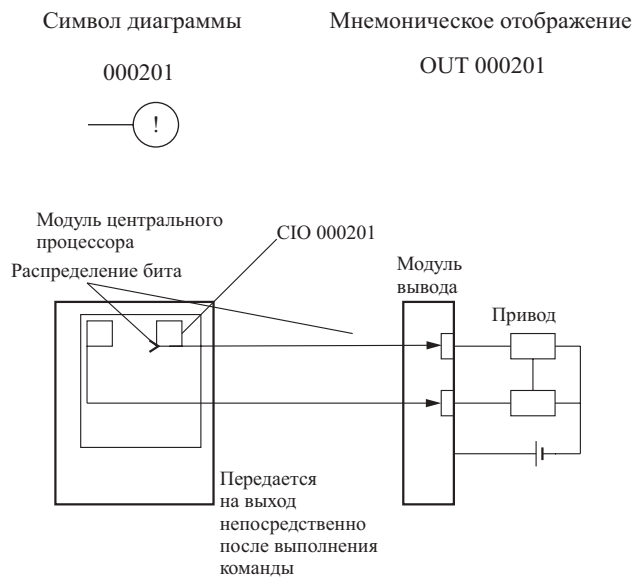 Символ диаграммы
Мнемоническое отображение
000201
OUT 000201
!
Модуль центрального
процессора
CIO 000201
Распределение бита
Модуль
вывода
Привод
Передается
на выход
непосредственно
после выполнения
команды